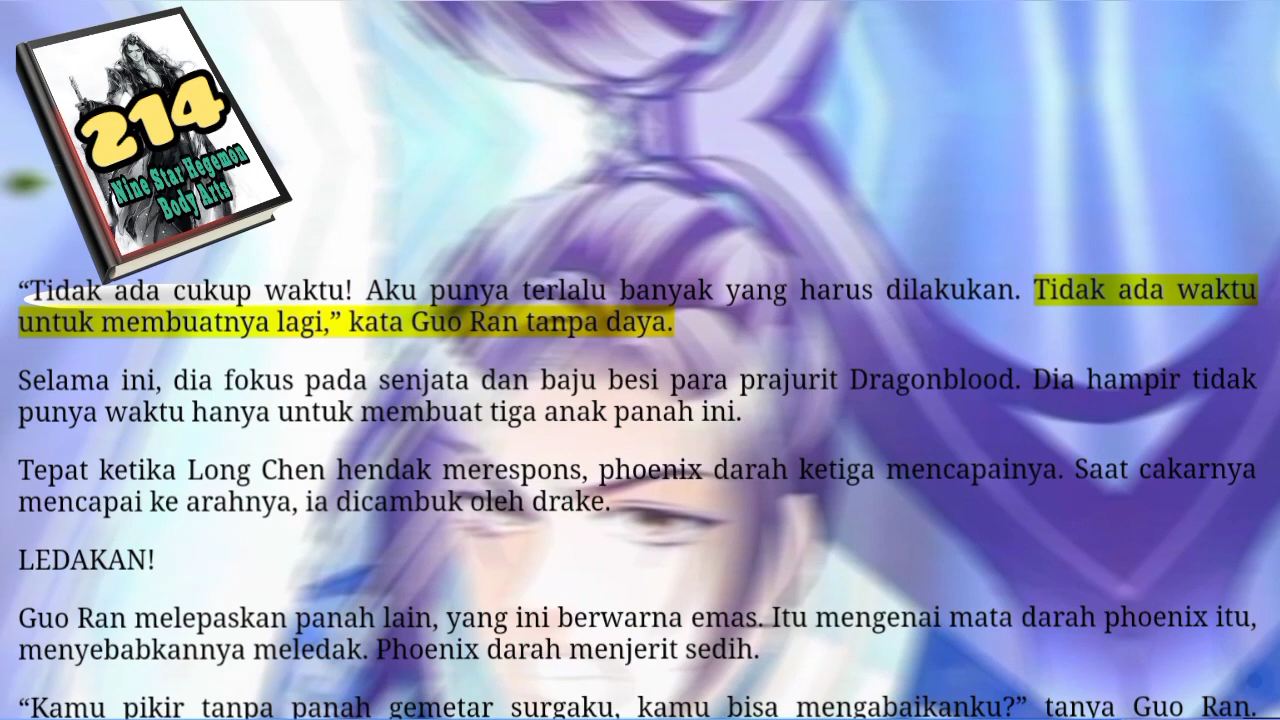 214
Nine Star Hegemon
Body Arts
“Tidak ada cukup waktu! Aku punya terlalu banyak yang harus dilakukan. Tidak ada waktu
untuk membuatnya lagi,” kata Guo Ran tanpa daya.
Selama ini, dia fokus pada senjata dan baju besi para prajurit Dragonblood. Dia hampir tidak
punya waktu hanya untuk membuat tiga anak panah ini.
Tepat ketika Long Chen hendak merespons, phoenix darah ketiga mencapainya. Saat cakarnya
mencapai ke arahnya, ia dicambuk oleh drake.
LEDAKAN!
Guo Ran melepaskan panah lain, yang ini berwarna emas. Itu mengenai mata darah phoenix itu,
menyebabkannya meledak. Phoenix darah menjerit sedih.
“Kamu pikir tanpa panah gemetar surgaku, kamu bisa mengabaikanku?” tanya Guo Ran.